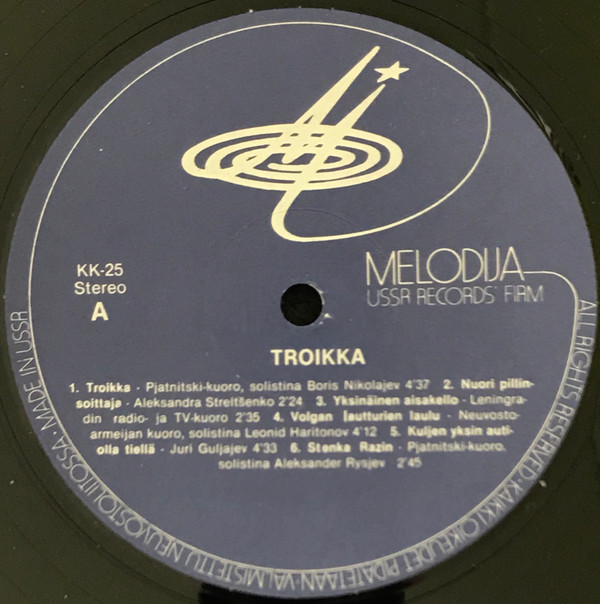 KK-25
Stereo
A
MELODIJA
USSR RECORDS' FIRM
TROIKKA
1. Troikka · Pjatnitski-kuoro, solistina Boris Nikolajev 4'37 2. Nuori pillin-
soittaja · Aleksandra Streltšenko 2'24 3. Yksinäinen aisakello · Leningra-
din radio- ja TV-kuoro 2'35 4. Volgan lautturien laulu · Neuvosto-
armeijan kuoro, solistina Leonid Haritonov 4'12 5. Kuljen yksin auti-
olla tiellä · Juri Guljajev 4'33 6. Stenka Razin · Pjatnitski-kuoro,
solistina Aleksander Rysjev 2'45
ALL RIGHTS RESERVED · KAIKKI OIKEUDET PIDÄTETÄÄN · VALMISTETTU NEUVOSTOLIITOSSA · MADE IN USSR